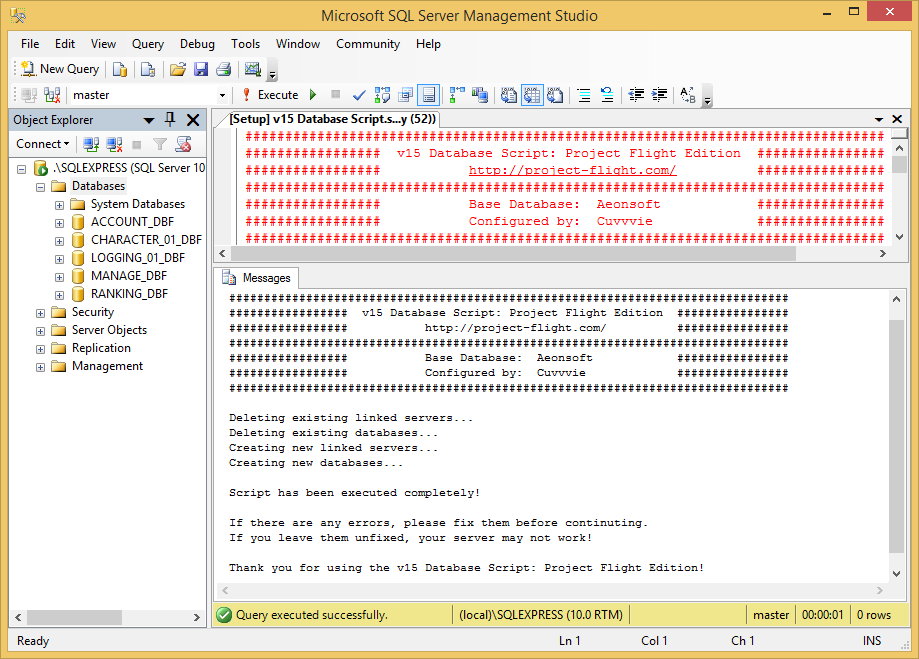 Microsoft SQL Server Management Studio
File Edit View Query Debug Tools Window Community Help
New Query
master Execute
Object Explorer
Connect
.\SQLEXPRESS (SQL Server 10
Databases
System Databases
ACCOUNT_DBF
CHARACTER_01_DBF
LOGGING_01_DBF
MANAGE_DBF
RANKING_DBF
Security
Server Objects
Replication
Management
[Setup] v15 Database Script.s...y (52))
################################################################################
################# v15 Database Script: Project Flight Edition ################
################# http://project-flight.com/ ################
################################################################################
################# Base Database: Aeonsoft ################
################# Configured by: Cuvvvie ################
################################################################################
Messages
################################################################################
################# v15 Database Script: Project Flight Edition ################
################# http://project-flight.com/ ################
################################################################################
################# Base Database: Aeonsoft ################
################# Configured by: Cuvvvie ################
################################################################################
Deleting existing linked servers...
Deleting existing databases...
Creating new linked servers...
Creating new databases...
Script has been executed completely!
If there are any errors, please fix them before continuting.
If you leave them unfixed, your server may not work!
Thank you for using the v15 Database Script: Project Flight Edition!
Query executed successfully. (local)\SQLEXPRESS (10.0 RTM) master 00:00:01 0 rows
Ready Ln 1 Col 1 Ch 1 INS